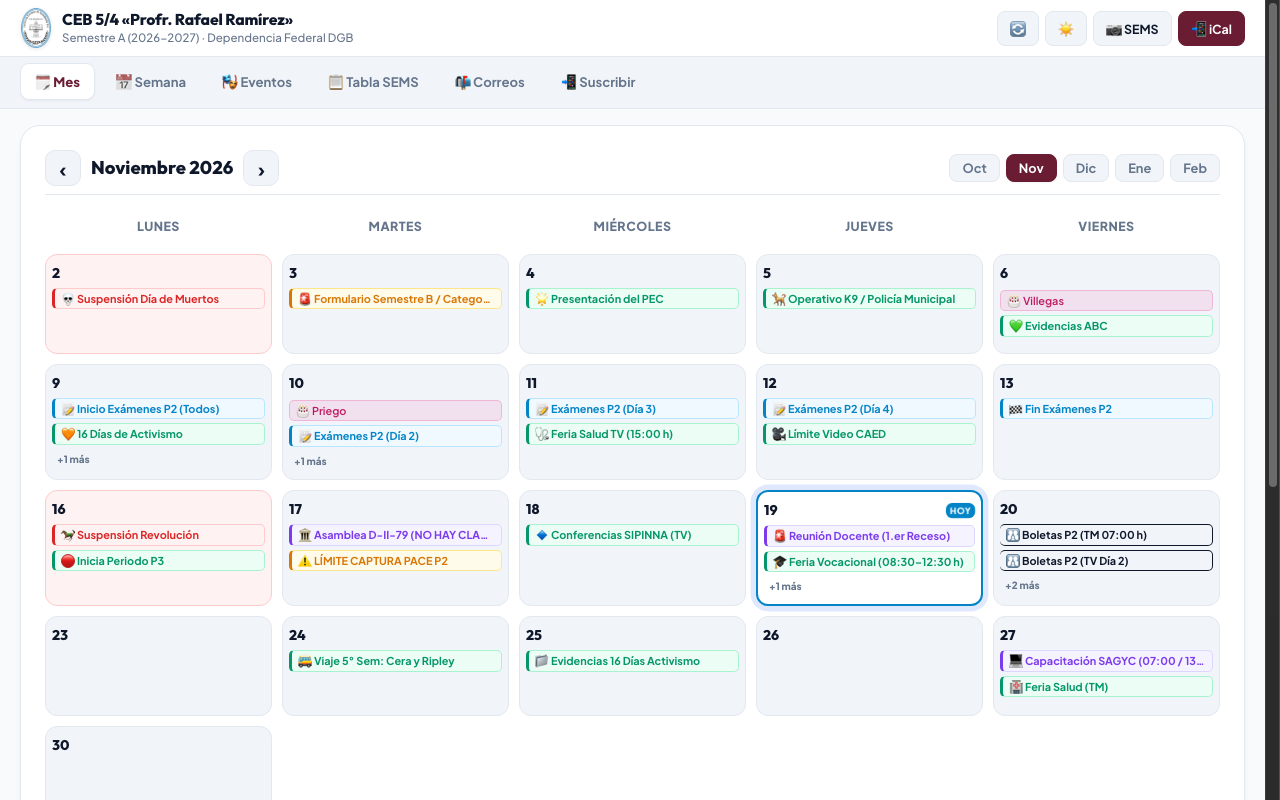 CEB 5/4 «Profr. Rafael Ramírez»
Semestre A (2026–2027) · Dependencia Federal DGB
SEMS
iCal
Mes
Semana
Eventos
Tabla SEMS
Correos
Suscribir
‹ Noviembre 2026 ›
Oct
Nov
Dic
Ene
Feb
LUNES
MARTES
MIÉRCOLES
JUEVES
VIERNES
2
Suspensión Día de Muertos
3
Formulario Semestre B / Catego…
4
Presentación del PEC
5
Operativo K9 / Policía Municipal
6
Villegas
Evidencias ABC
9
Inicio Exámenes P2 (Todos)
16 Días de Activismo
+1 más
10
Priego
Exámenes P2 (Día 2)
+1 más
11
Exámenes P2 (Día 3)
Feria Salud TV (15:00 h)
12
Exámenes P2 (Día 4)
Límite Video CAED
13
Fin Exámenes P2
16
Suspensión Revolución
Inicia Periodo P3
17
Asamblea D-II-79 (NO HAY CLA…
LÍMITE CAPTURA PACE P2
18
Conferencias SIPINNA (TV)
19
HOY
Reunión Docente (1.er Receso)
Feria Vocacional (08:30–12:30 h)
+1 más
20
Boletas P2 (TM 07:00 h)
Boletas P2 (TV Día 2)
+2 más
23
24
Viaje 5° Sem: Cera y Ripley
25
Evidencias 16 Días Activismo
26
27
Capacitación SAGYC (07:00 / 13…
Feria Salud (TM)
30